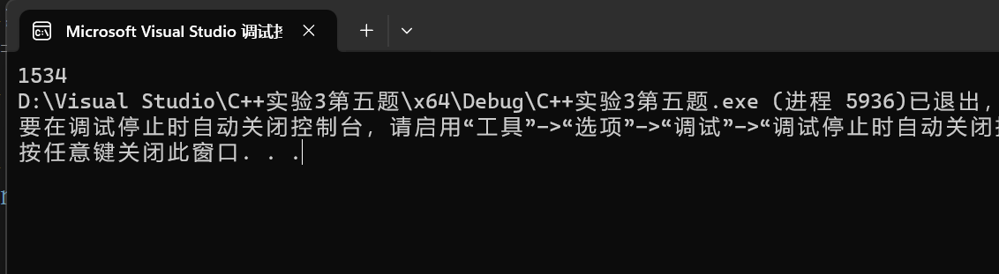 Microsoft Visual Studio 调试
1534
D:\Visual Studio\C++实验3第五题\x64\Debug\C++实验3第五题.exe (进程 5936)已退出，
要在调试停止时自动关闭控制台，请启用“工具”->“选项”->“调试”->“调试停止时自动关闭
按任意键关闭此窗口. . .